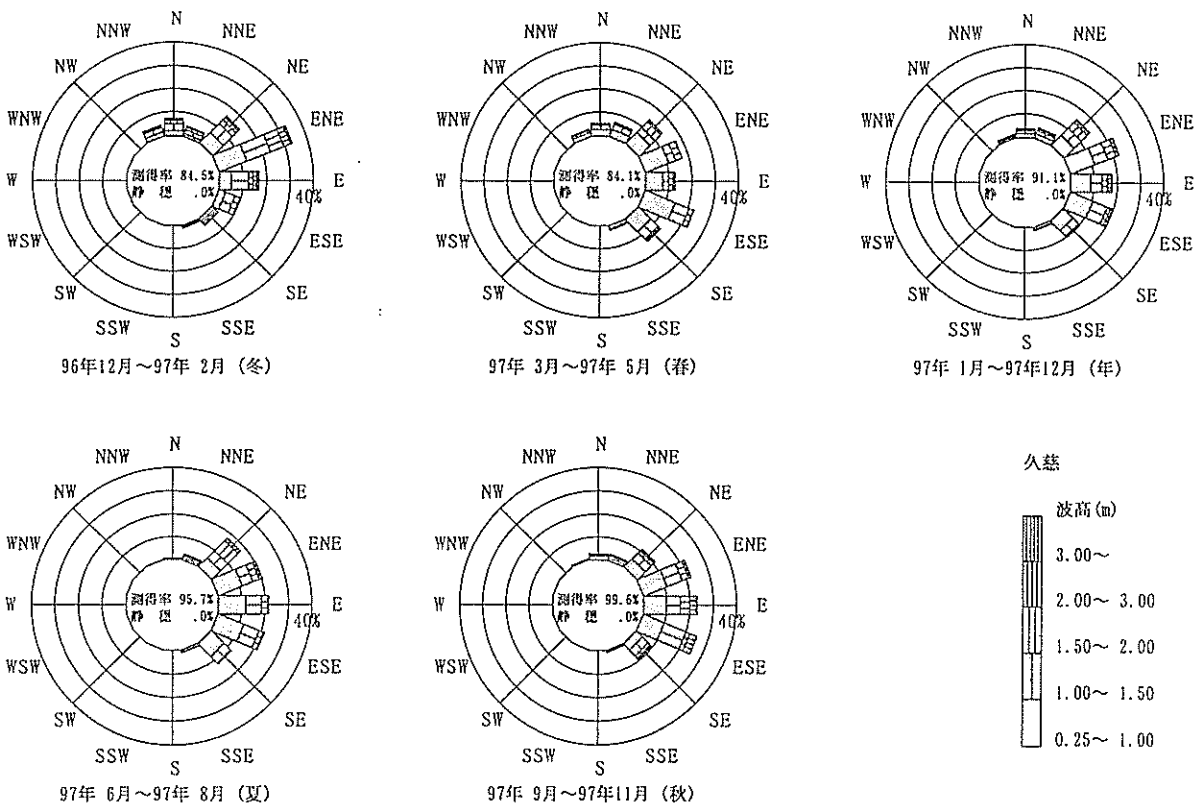 N
NNW
NNE
NW
NE
WNW
ENE
測得率 84.5%
静 穏 .0%
W
E
40%
WSW
ESE
SW
SE
SSW
SSE
S
96年12月～97年 2月 (冬)
N
NNW
NNE
NW
NE
WNW
ENE
測得率 84.1%
静 穏 .0%
W
E
40%
WSW
ESE
SW
SE
SSW
SSE
S
97年 3月～97年 5月 (春)
N
NNW
NNE
NW
NE
WNW
ENE
測得率 91.1%
静 穏 .0%
W
E
40%
WSW
ESE
SW
SE
SSW
SSE
S
97年 1月～97年12月 (年)
N
NNW
NNE
NW
NE
WNW
ENE
測得率 95.7%
静 穏 .0%
W
E
40%
WSW
ESE
SW
SE
SSW
SSE
S
97年 6月～97年 8月 (夏)
N
NNW
NNE
NW
NE
WNW
ENE
測得率 99.6%
静 穏 .0%
W
E
40%
WSW
ESE
SW
SE
SSW
SSE
S
97年 9月～97年11月 (秋)
久慈
波高(m)
3.00～
2.00～ 3.00
1.50～ 2.00
1.00～ 1.50
0.25～ 1.00